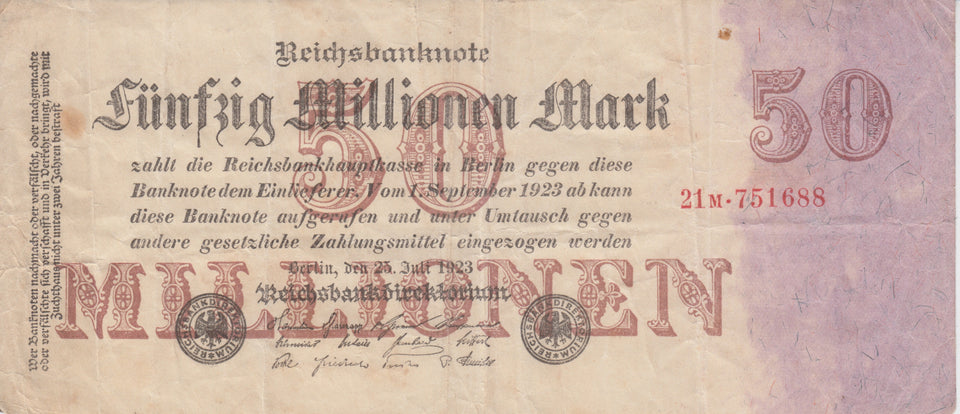 Reichsbanknote
Fünfzig Millionen Mark
50
zahlt die Reichsbankhauptkasse in Berlin gegen diese
Banknote dem Einlieferer. Vom 1. September 1923 ab kann
diese Banknote aufgerufen und unter Umtausch gegen
andere gesetzliche Zahlungsmittel eingezogen werden
Berlin, den 25. Juli 1923
Reichsbankdirektorium
MILLIONEN
REICHSBANKDIREKTORIUM
REICHSBANKDIREKTORIUM
50
21M·751688
Wer Banknoten nachmacht oder verfälscht, oder nachgemachte
oder verfälschte sich verschafft und in Verkehr bringt, wird mit
Zuchthaus nicht unter zwei Jahren bestraft